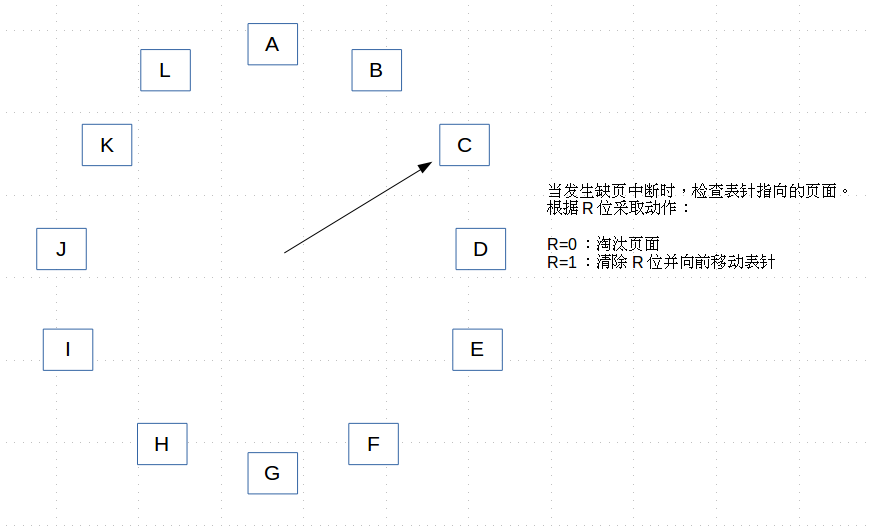 A
L
B
K
C
J
D
I
E
H
F
G
当发生缺页中断时，检查表针指向的页面。
根据 R 位采取动作：
R=0 ：淘汰页面
R=1 ：清除 R 位并向前移动表针